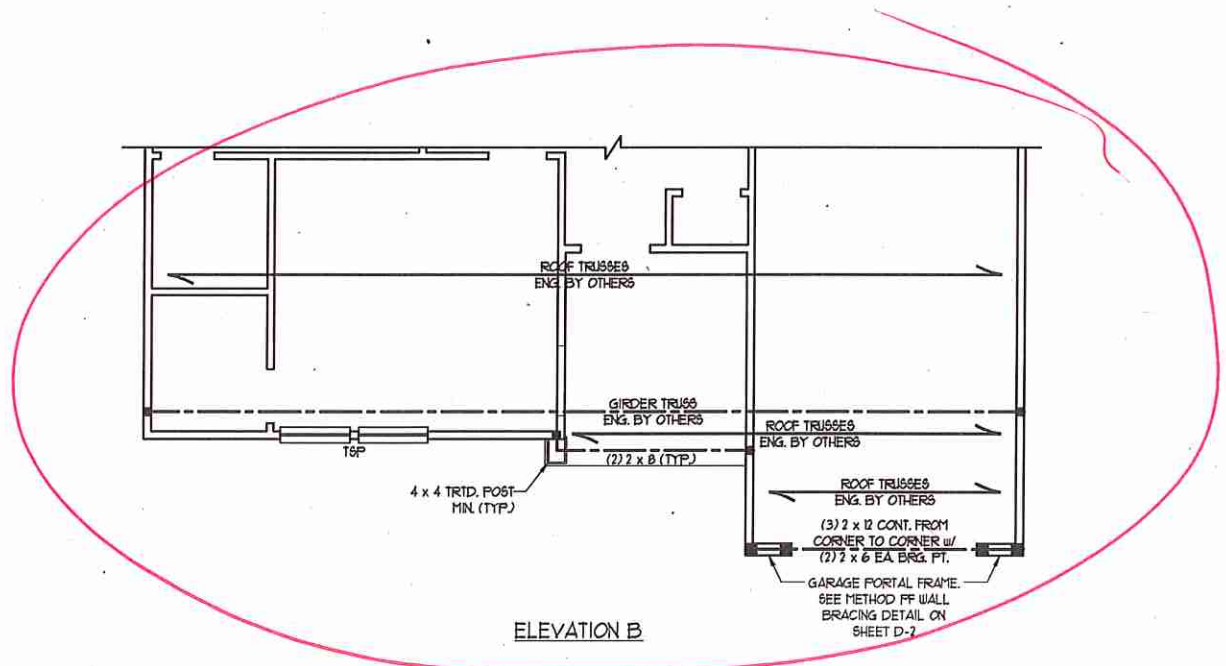 ROOF TRUSSES
ENG. BY OTHERS
GIRDER TRUSS
ENG. BY OTHERS
ROOF TRUSSES
ENG. BY OTHERS
TSP
(2) 2 x 8 (TYP.)
4 x 4 TRTD. POST
MIN. (TYP.)
ROOF TRUSSES
ENG. BY OTHERS
(3) 2 x 12 CONT. FROM
CORNER TO CORNER w/
(2) 2 x 6 EA. BRG. PT.
GARAGE PORTAL FRAME.
SEE METHOD PF WALL
BRACING DETAIL ON
SHEET D-2
ELEVATION B